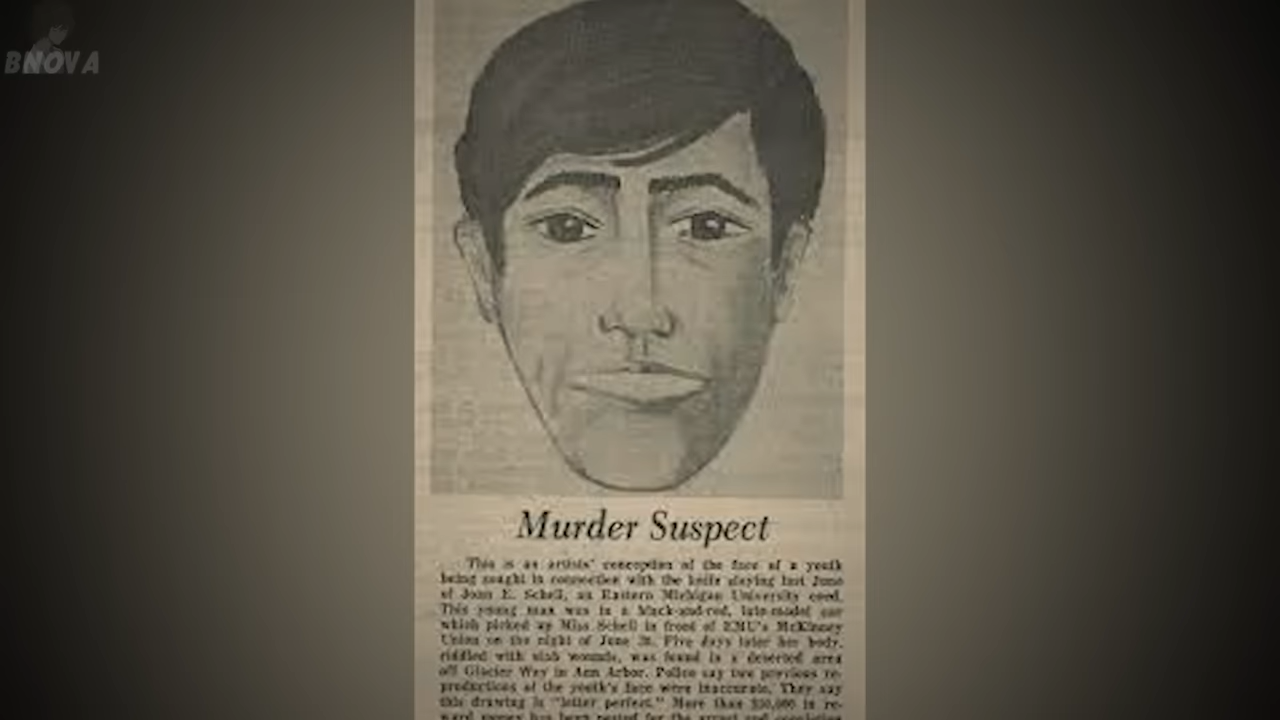 BNOVA
Murder Suspect
This is an artists' conception of the face of a youth
being sought in connection with the knife slaying last June
of Joan E. Schell, an Eastern Michigan University coed.
This young man was in a black-and-red, late-model car
which picked up Miss Schell in front of EMU's McKinney
Union on the night of June 30. Five days later her body,
riddled with stab wounds, was found in a deserted area
off Glacier Way in Ann Arbor. Police say two previous re-
productions of the youth's face were inaccurate. They say
this drawing is "letter perfect." More than in re-
ward money has been posted for the arrest and